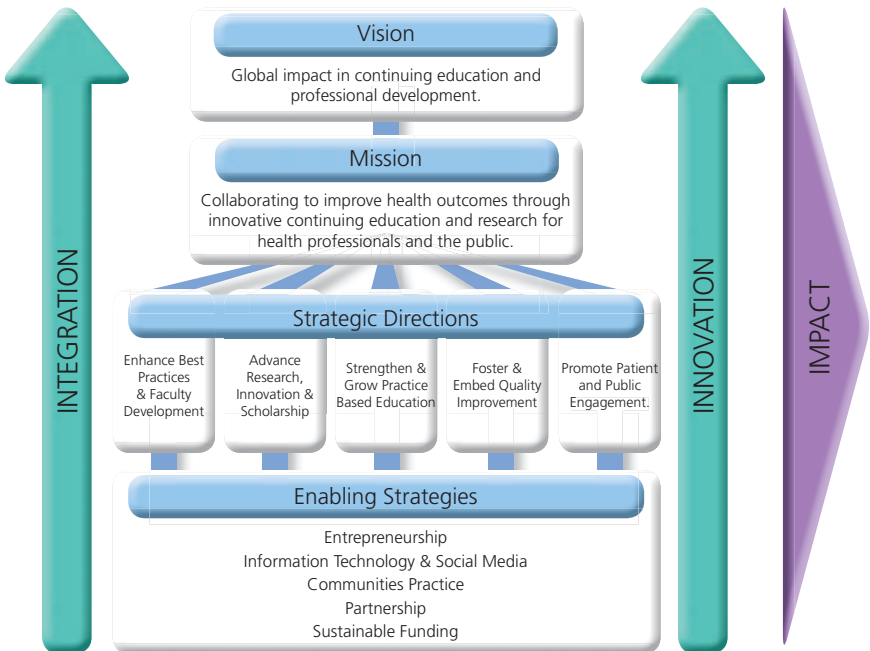 Vision
Global impact in continuing education and
professional development.
Mission
Collaborating to improve health outcomes through
innovative continuing education and research for
health professionals and the public.
Strategic Directions
Enhance Best
Practices
& Faculty
Development
Advance
Research,
Innovation &
Scholarship
Strengthen &
Grow Practice
Based Education
Foster &
Embed Quality
Improvement
Promote Patient
and Public
Engagement.
Enabling Strategies
Entrepreneurship
Information Technology & Social Media
Communities Practice
Partnership
Sustainable Funding
INTEGRATION
INNOVATION
IMPACT